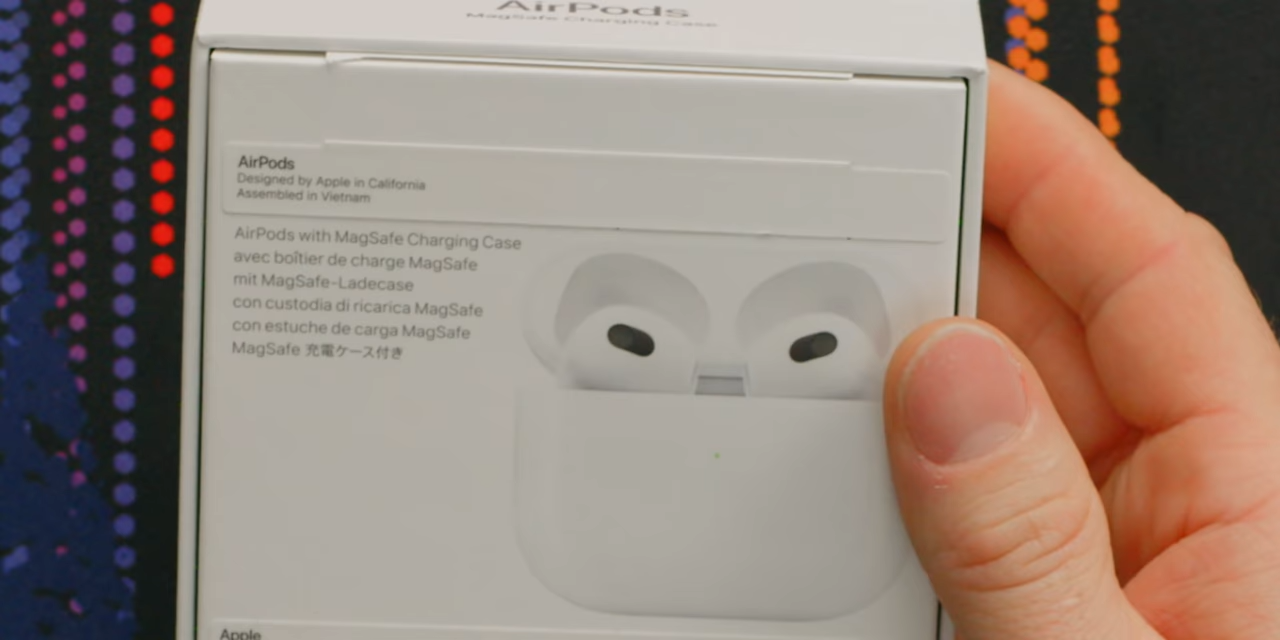 AirPods
MagSafe Charging Case
AirPods
Designed by Apple in California
Assembled in Vietnam
AirPods with MagSafe Charging Case
avec boîtier de charge MagSafe
mit MagSafe-Ladecase
con custodia di ricarica MagSafe
con estuche de carga MagSafe
MagSafe 充電ケース付き
Apple